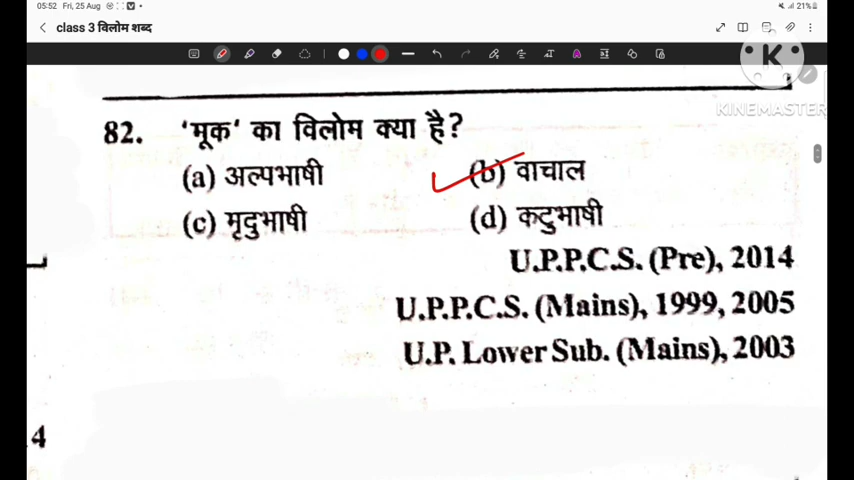 05:52 Fri, 25 Aug
21%
class 3 विलोम शब्द
K
KINEMASTER
82. 'मूक' का विलोम क्या है?
(a) अल्पभाषी (b) वाचाल
(c) मृदुभाषी (d) कटुभाषी
U.P.P.C.S. (Pre), 2014
U.P.P.C.S. (Mains), 1999, 2005
U.P. Lower Sub. (Mains), 2003
4